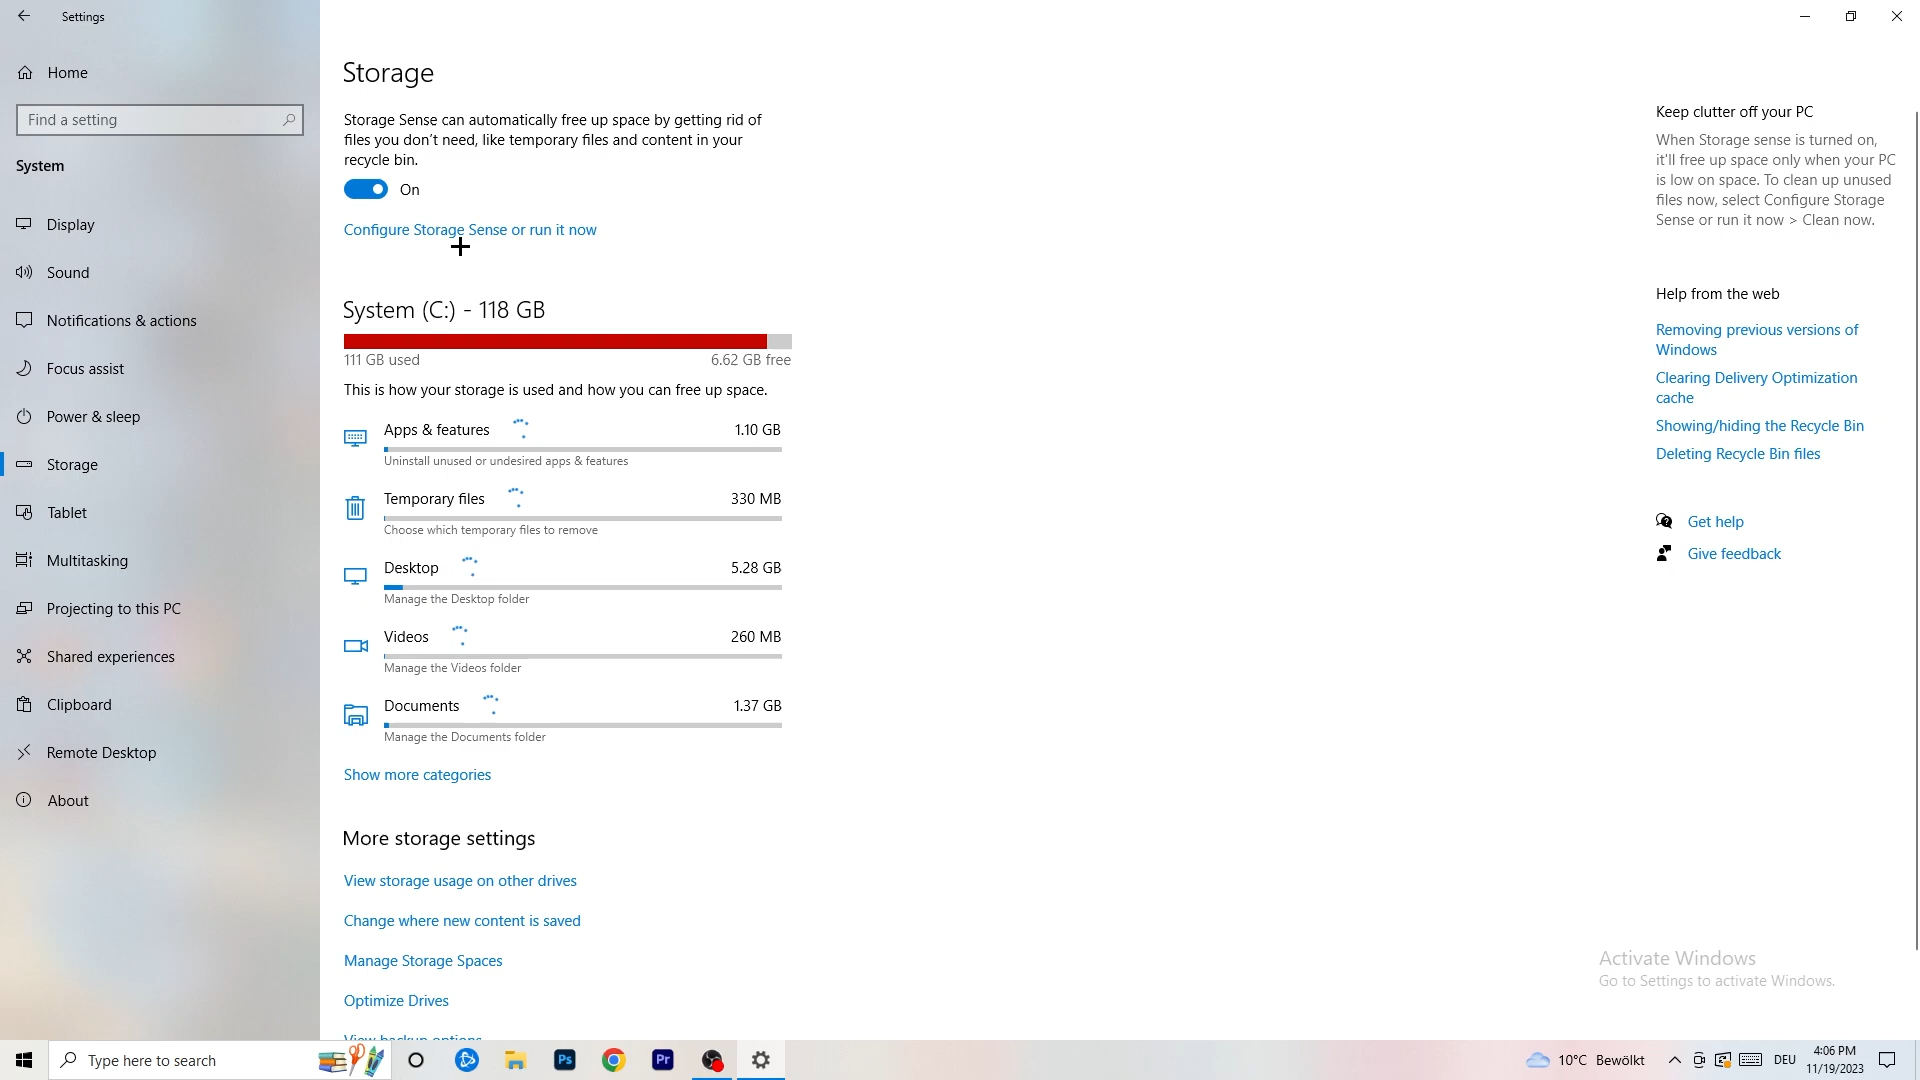 Settings
Home
Find a setting
System
Display
Sound
Notifications & actions
Focus assist
Power & sleep
Storage
Tablet
Multitasking
Projecting to this PC
Shared experiences
Clipboard
Remote Desktop
About
Storage
Storage Sense can automatically free up space by getting rid of
files you don't need, like temporary files and content in your
recycle bin.
On
Configure Storage Sense or run it now
System (C:) - 118 GB
111 GB used 6.62 GB free
This is how your storage is used and how you can free up space.
Apps & features 1.10 GB
Uninstall unused or undesired apps & features
Temporary files 330 MB
Choose which temporary files to remove
Desktop 5.28 GB
Manage the Desktop folder
Videos 260 MB
Manage the Videos folder
Documents 1.37 GB
Manage the Documents folder
Show more categories
More storage settings
View storage usage on other drives
Change where new content is saved
Manage Storage Spaces
Optimize Drives
View backup options
Keep clutter off your PC
When Storage sense is turned on,
it'll free up space only when your PC
is low on space. To clean up unused
files now, select Configure Storage
Sense or run it now > Clean now.
Help from the web
Removing previous versions of
Windows
Clearing Delivery Optimization
cache
Showing/hiding the Recycle Bin
Deleting Recycle Bin files
Get help
Give feedback
Activate Windows
Go to Settings to activate Windows.
Type here to search
Ps
Pr
10°C Bewölkt
DEU
4:06 PM
11/19/2023